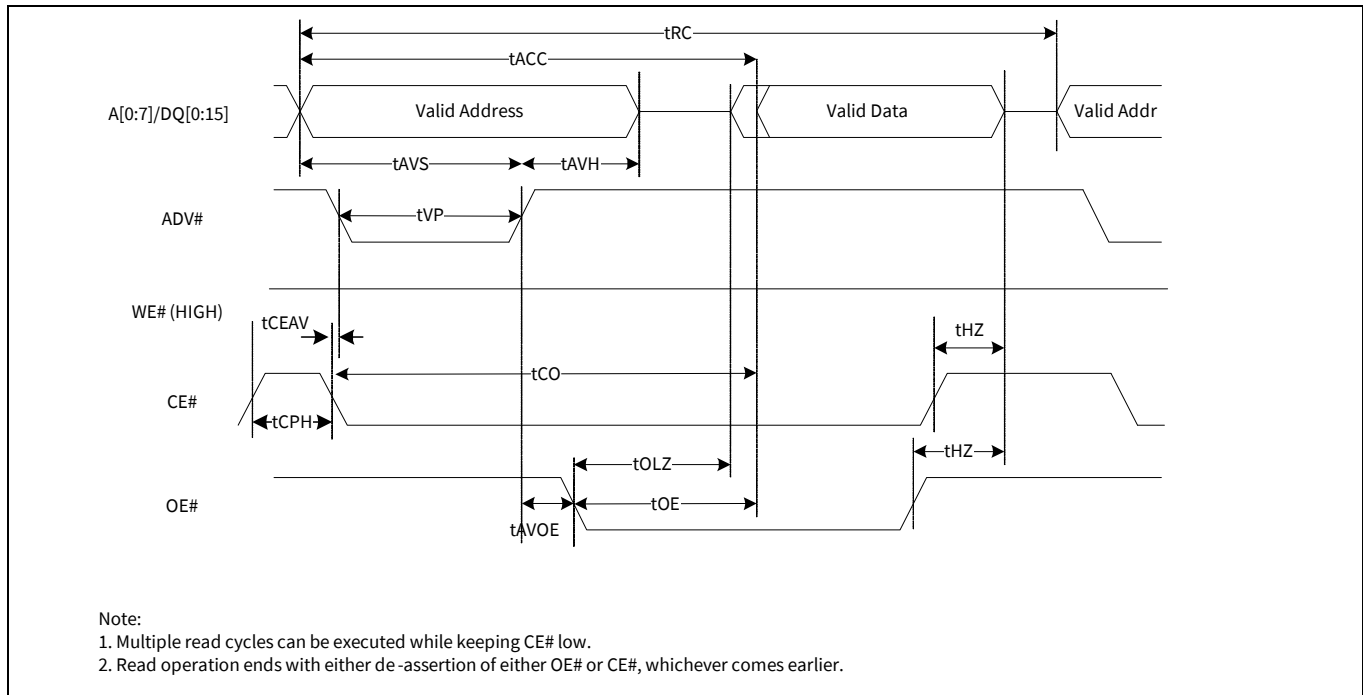 tRC
tACC
A[0:7]/DQ[0:15]
Valid Address
Valid Data
Valid Addr
tAVS
tAVH
ADV#
tVP
WE# (HIGH)
tCEAV
tHZ
tCO
CE#
tCPH
tHZ
tOLZ
OE#
tOE
tAVOE
Note:
1. Multiple read cycles can be executed while keeping CE# low.
2. Read operation ends with either de -assertion of either OE# or CE#, whichever comes earlier.